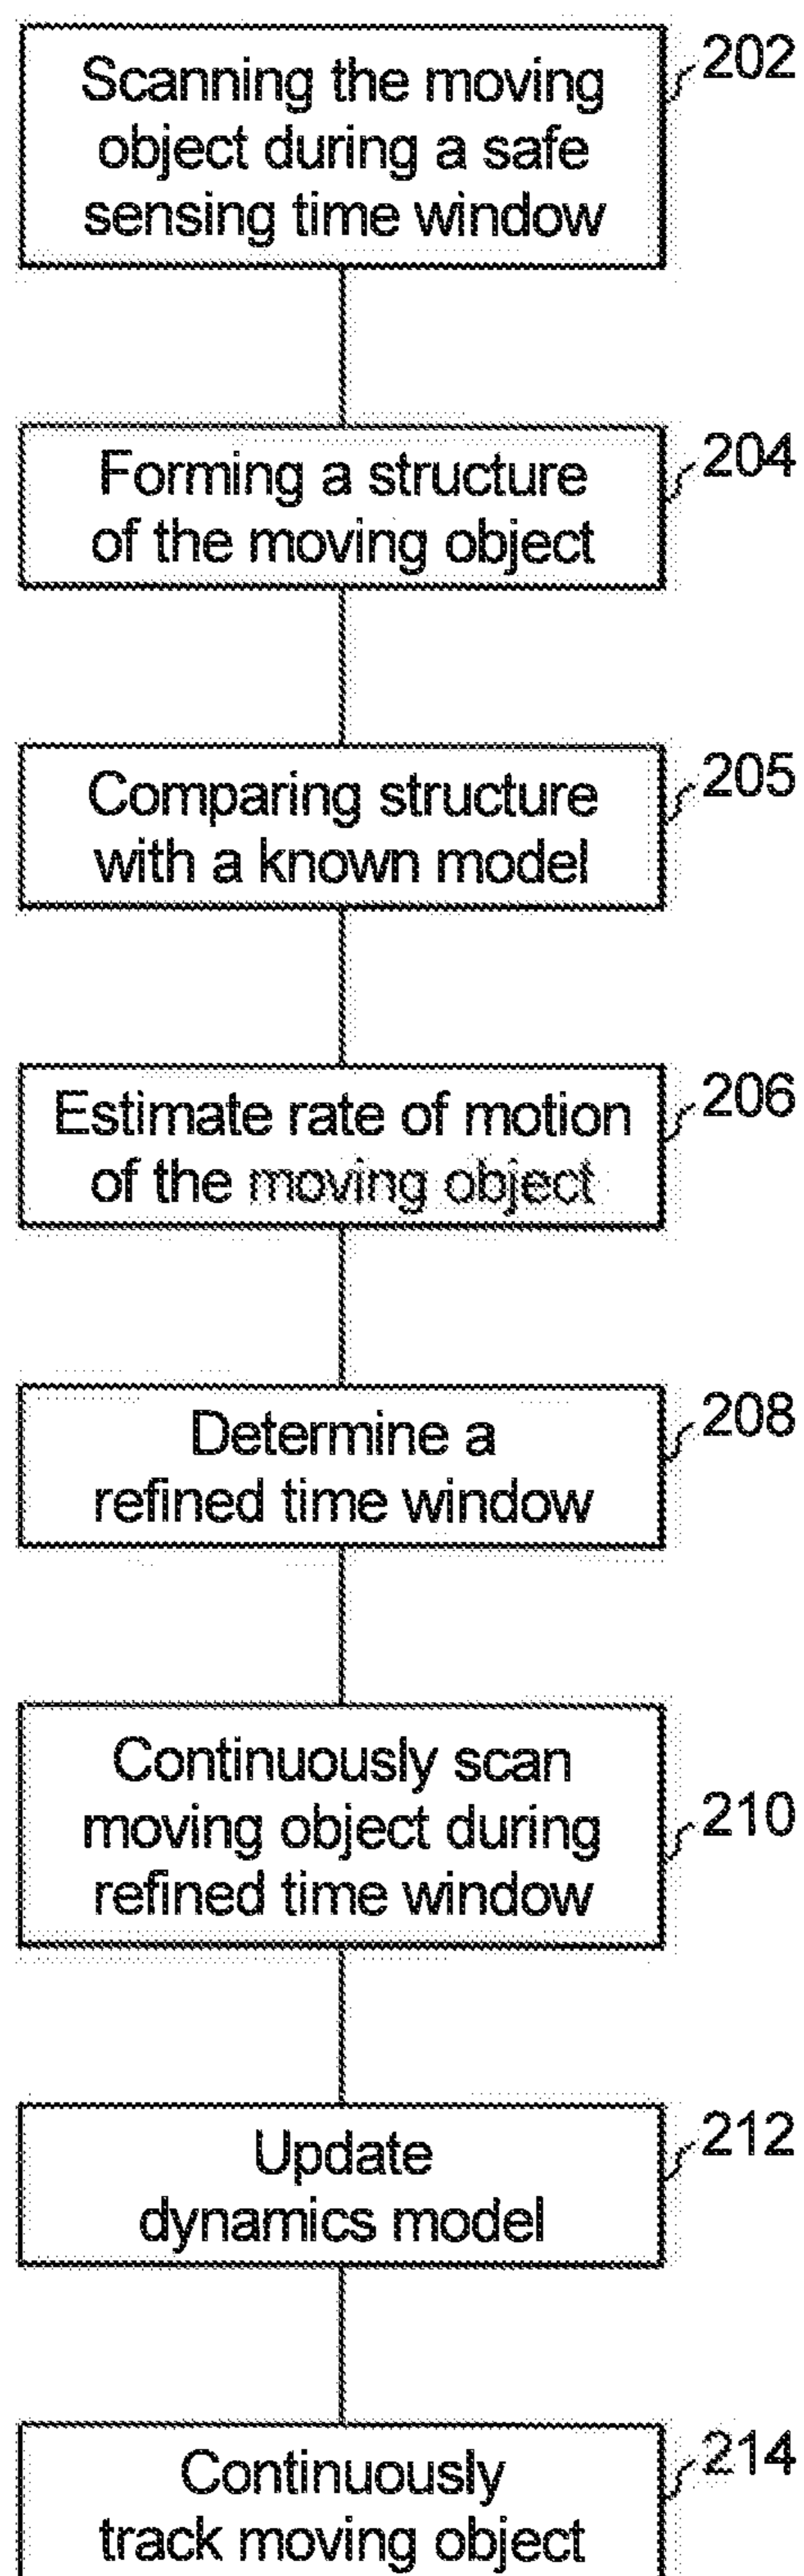 Scanning the moving
object during a safe
sensing time window
202
Forming a structure
of the moving object
204
Comparing structure
with a known model
205
Estimate rate of motion
of the moving object
206
Determine a
refined time window
208
Continuously scan
moving object during
refined time window
210
Update
dynamics model
212
Continuously
track moving object
214